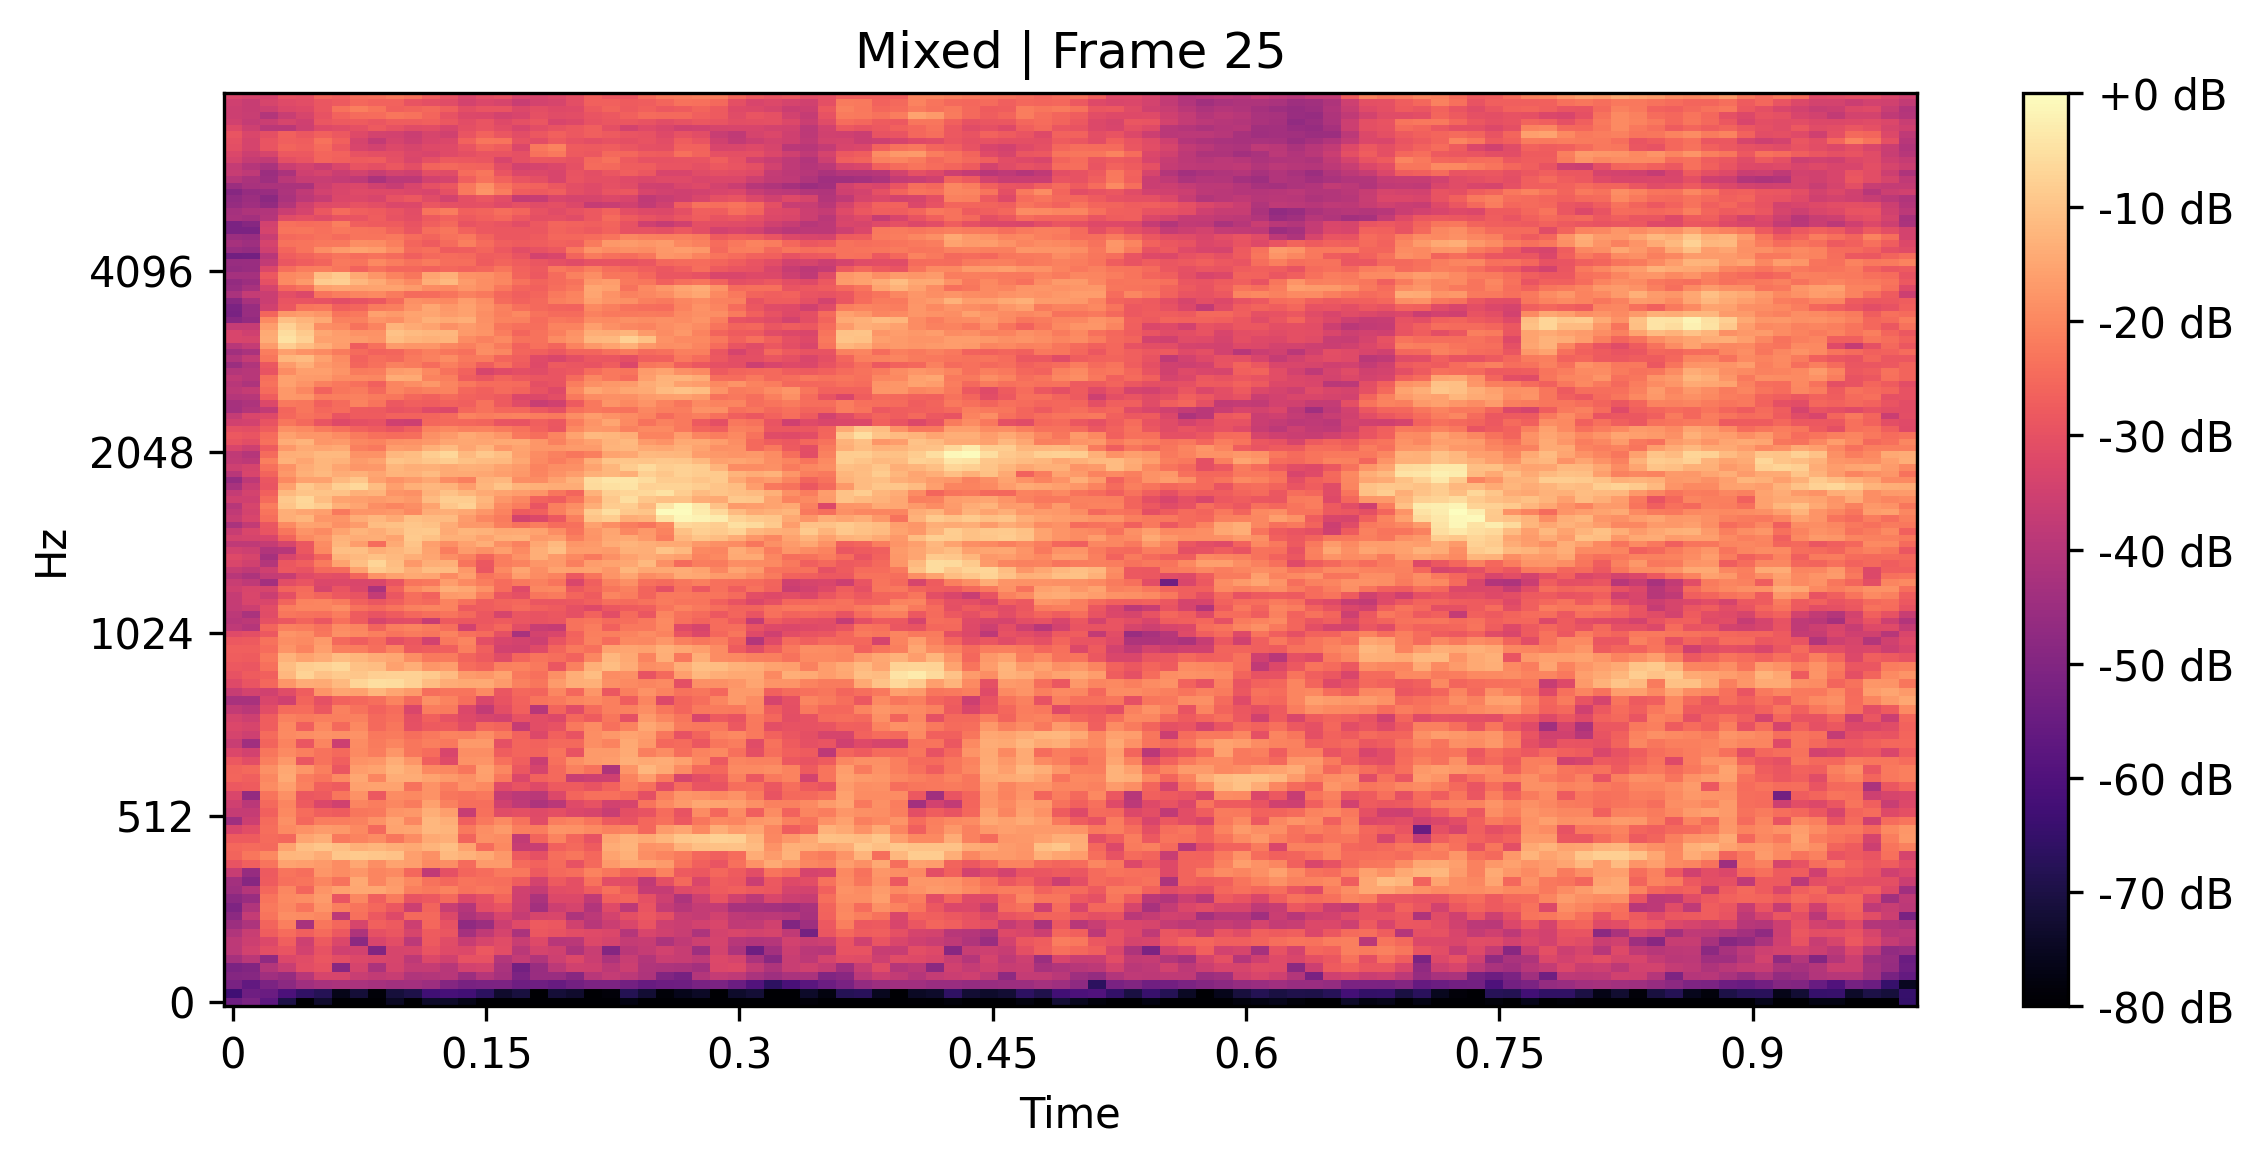 Mixed | Frame 25
+0 dB
-10 dB
-20 dB
-30 dB
-40 dB
-50 dB
-60 dB
-70 dB
-80 dB
Hz
4096
2048
1024
512
0
0 0.15 0.3 0.45 0.6 0.75 0.9
Time